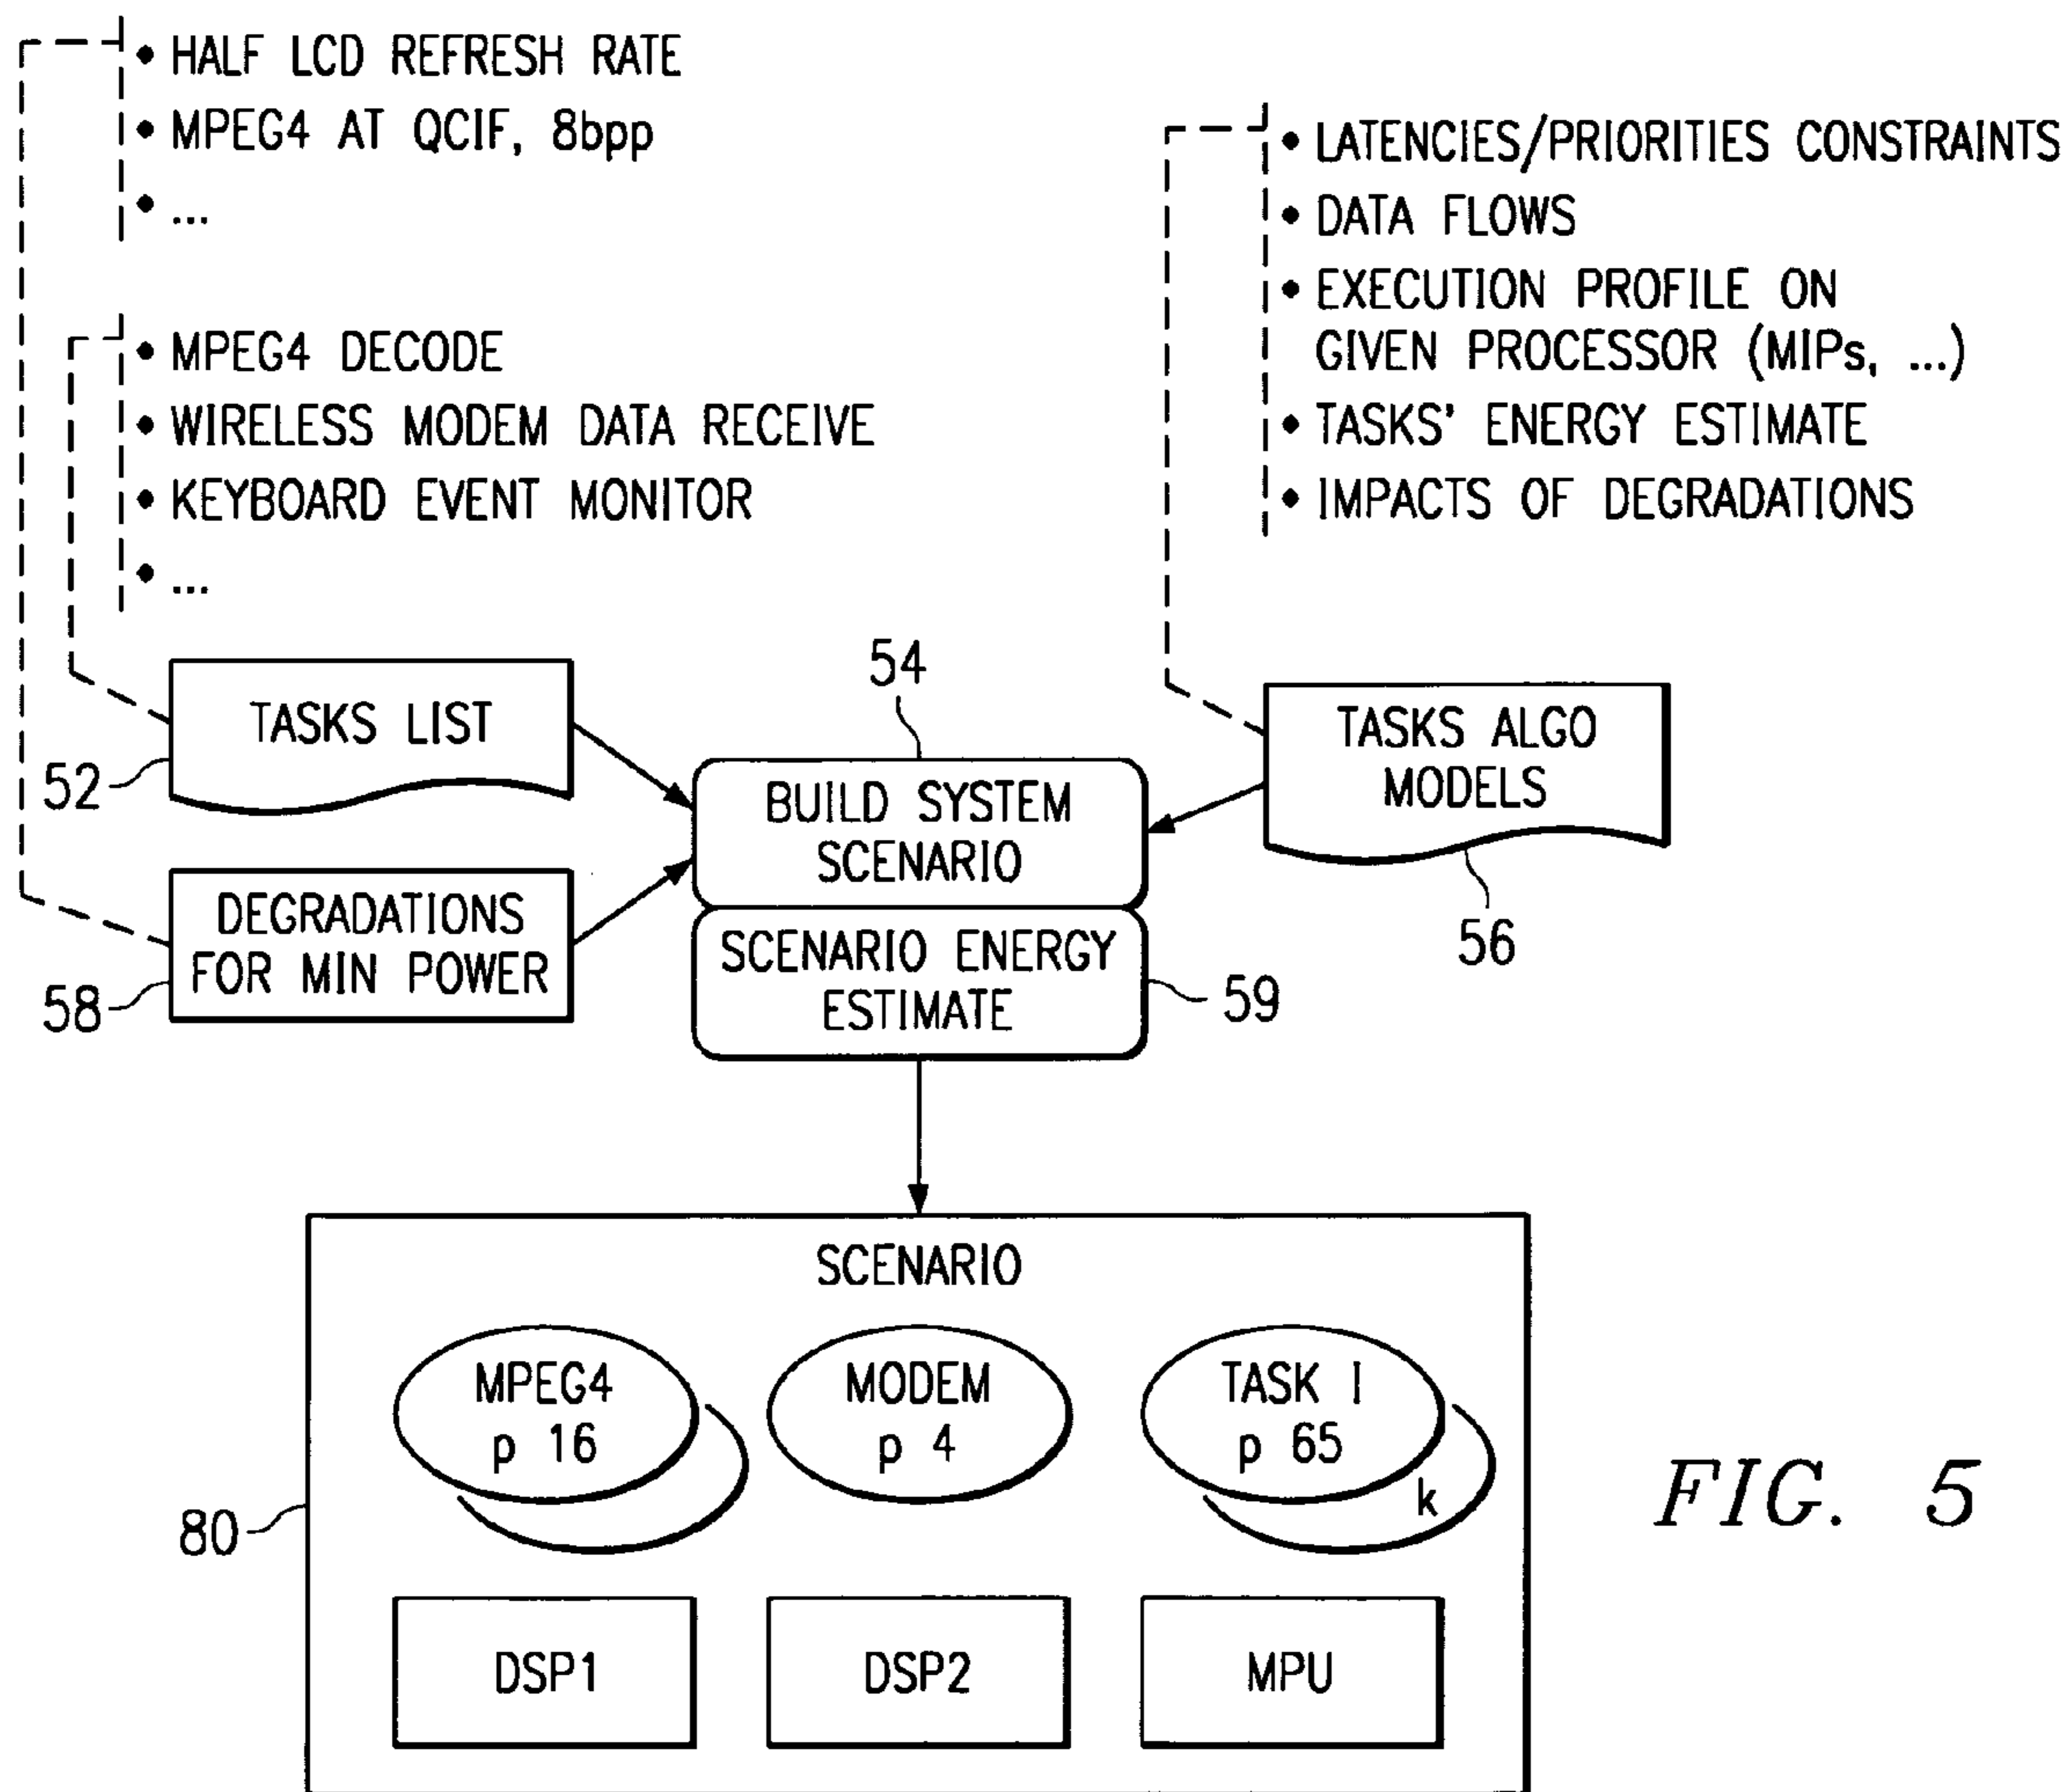 • HALF LCD REFRESH RATE
• MPEG4 AT QCIF, 8bpp
• ...
• MPEG4 DECODE
• WIRELESS MODEM DATA RECEIVE
• KEYBOARD EVENT MONITOR
• ...
• LATENCIES/PRIORITIES CONSTRAINTS
• DATA FLOWS
• EXECUTION PROFILE ON
GIVEN PROCESSOR (MIPs, ...)
• TASKS' ENERGY ESTIMATE
• IMPACTS OF DEGRADATIONS
TASKS LIST
52
DEGRADATIONS
FOR MIN POWER
58
54
BUILD SYSTEM
SCENARIO
SCENARIO ENERGY
ESTIMATE
59
TASKS ALGO
MODELS
56
SCENARIO
MPEG4
p 16
MODEM
p 4
TASK I
p 65
k
80
DSP1
DSP2
MPU
FIG. 5